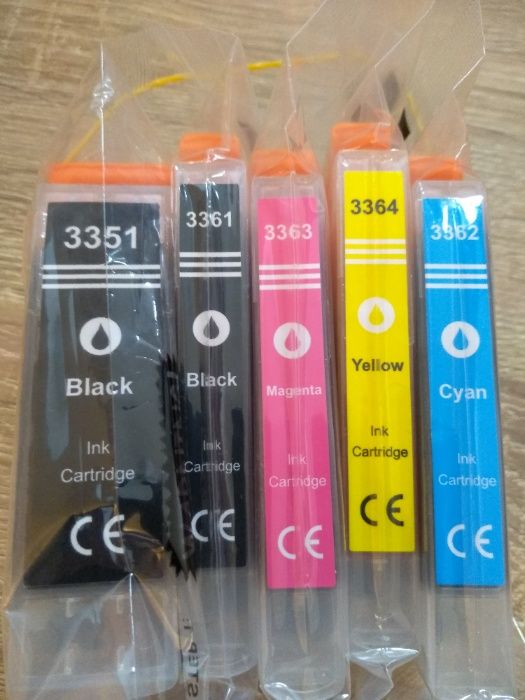 3351
Black
Ink
Cartridge
CE
3361
Black
Ink
Cartridge
CE
3363
Magenta
Ink
Cartridge
CE
3364
Yellow
Ink
Cartridge
CE
3362
Cyan
Ink
Cartridge
CE